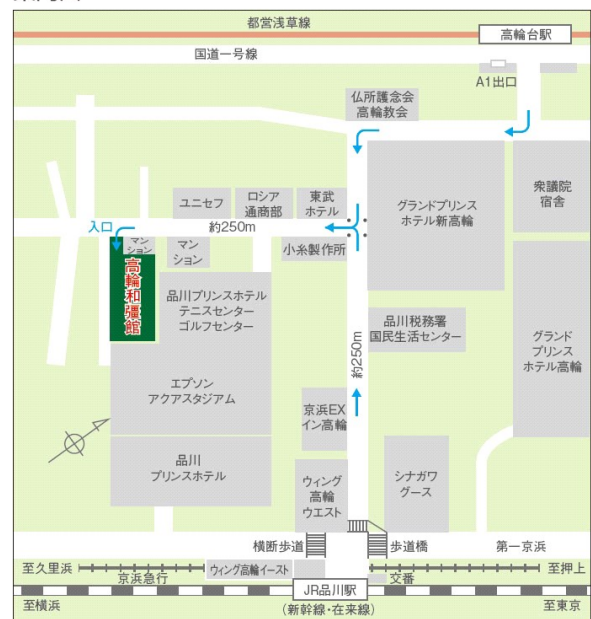 都営浅草線
高輪台駅
国道一号線
A1出口
仏所護念会
高輪教会
衆議院
宿舎
グランドプリンス
ホテル新高輪
ユニセフ
ロシア
通商部
東武
ホテル
入口
約250m
マン
ション
マン
ション
小糸製作所
高輪和彊館
品川プリンスホテル
テニスセンター
ゴルフセンター
品川税務署
国民生活センター
グランド
プリンス
ホテル高輪
約250m
エプソン
アクアスタジアム
京浜EX
イン高輪
品川
プリンスホテル
ウィング
高輪
ウエスト
シナガワ
グース
横断歩道
歩道橋
第一京浜
至久里浜
京浜急行
ウィング高輪イースト
交番
至押上
JR品川駅
(新幹線・在来線)
至横浜
至東京